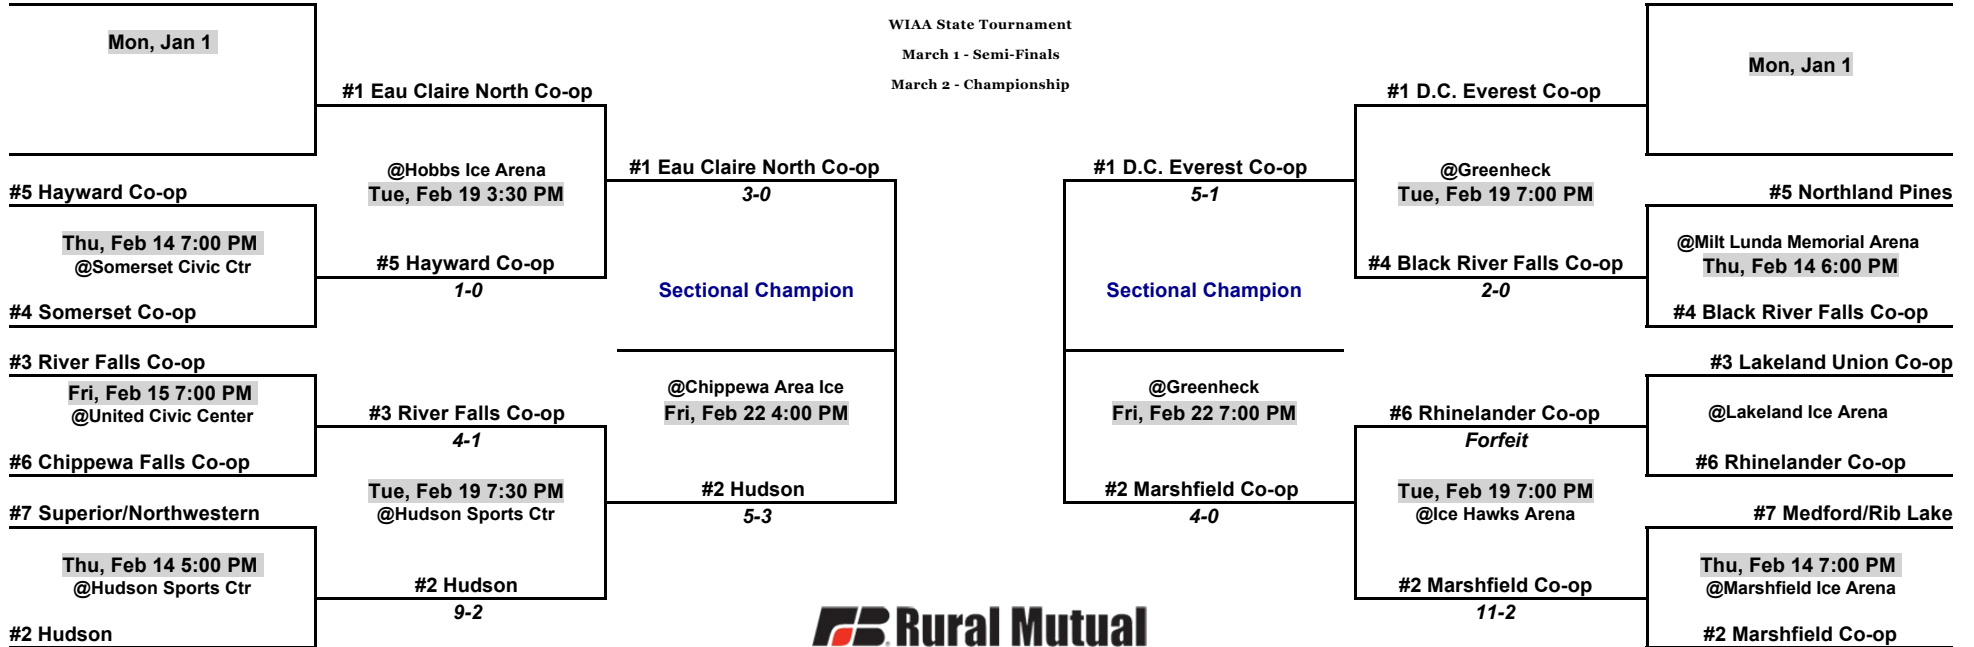 WIAA State Tournament
March 1 - Semi-Finals
March 2 - Championship
Mon, Jan 1
#1 Eau Claire North Co-op
@Hobbs Ice Arena
Tue, Feb 19 3:30 PM
#5 Hayward Co-op
Thu, Feb 14 7:00 PM
@Somerset Civic Ctr
#4 Somerset Co-op
#5 Hayward Co-op
1-0
#1 Eau Claire North Co-op
3-0
Sectional Champion
#3 River Falls Co-op
Fri, Feb 15 7:00 PM
@United Civic Center
#6 Chippewa Falls Co-op
#3 River Falls Co-op
4-1
@Chippewa Area Ice
Fri, Feb 22 4:00 PM
Tue, Feb 19 7:30 PM
@Hudson Sports Ctr
#2 Hudson
5-3
#7 Superior/Northwestern
Thu, Feb 14 5:00 PM
@Hudson Sports Ctr
#2 Hudson
#2 Hudson
9-2
Mon, Jan 1
#1 D.C. Everest Co-op
#1 D.C. Everest Co-op
5-1
@Greenheck
Tue, Feb 19 7:00 PM
#5 Northland Pines
@Milt Lunda Memorial Arena
Thu, Feb 14 6:00 PM
#4 Black River Falls Co-op
#4 Black River Falls Co-op
2-0
Sectional Champion
@Greenheck
Fri, Feb 22 7:00 PM
#3 Lakeland Union Co-op
@Lakeland Ice Arena
#6 Rhinelander Co-op
#6 Rhinelander Co-op
Forfeit
Tue, Feb 19 7:00 PM
@Ice Hawks Arena
#2 Marshfield Co-op
4-0
#7 Medford/Rib Lake
Thu, Feb 14 7:00 PM
@Marshfield Ice Arena
#2 Marshfield Co-op
#2 Marshfield Co-op
11-2
Rural Mutual